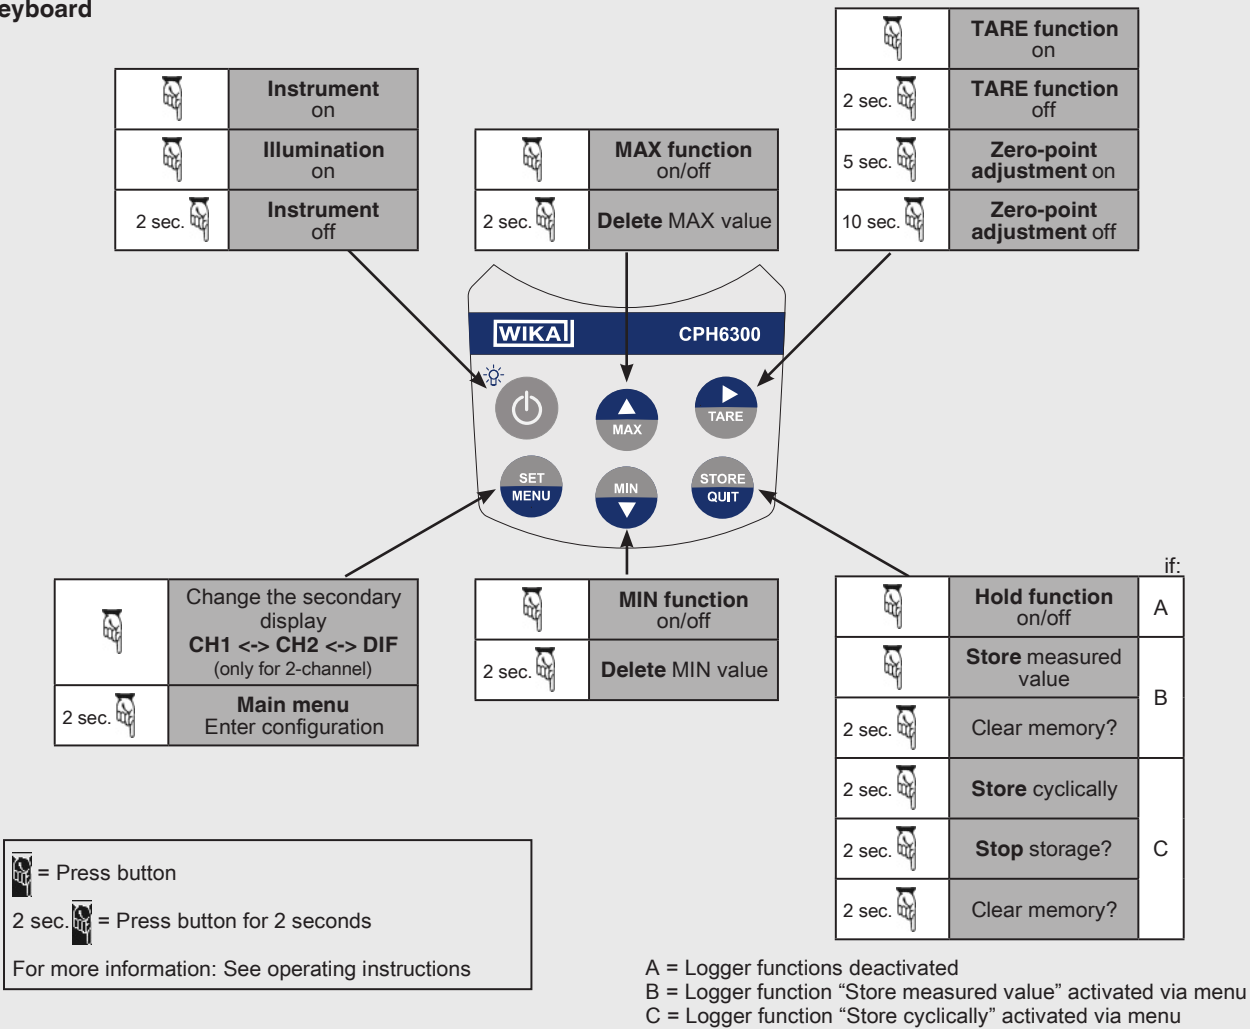 eyboard
TARE function
on
2 sec.
TARE function
off
5 sec.
Zero-point
adjustment on
10 sec.
Zero-point
adjustment off
Instrument
on
Illumination
on
2 sec.
Instrument
off
MAX function
on/off
2 sec.
Delete MAX value
WIKA
CPH6300
MAX
TARE
SET
MENU
MIN
STORE
QUIT
Change the secondary
display
CH1 <-> CH2 <-> DIF
(only for 2-channel)
2 sec.
Main menu
Enter configuration
MIN function
on/off
2 sec.
Delete MIN value
if:
Hold function
on/off
A
Store measured
value
B
2 sec.
Clear memory?
2 sec.
Store cyclically
2 sec.
Stop storage?
C
2 sec.
Clear memory?
= Press button
2 sec. = Press button for 2 seconds
For more information: See operating instructions
A = Logger functions deactivated
B = Logger function “Store measured value” activated via menu
C = Logger function “Store cyclically” activated via menu